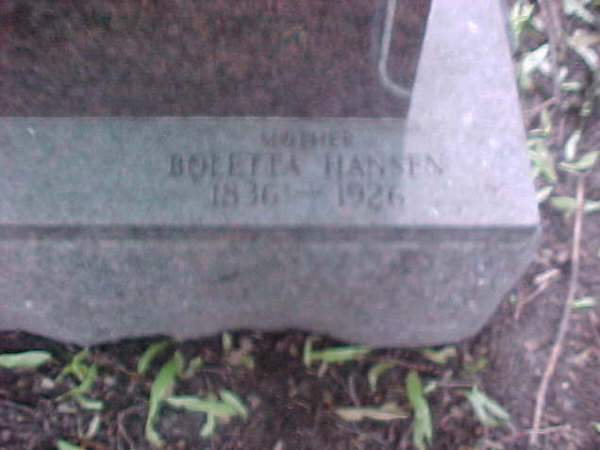 MOTHER
BOLETTA HANSEN
1836 — 1926